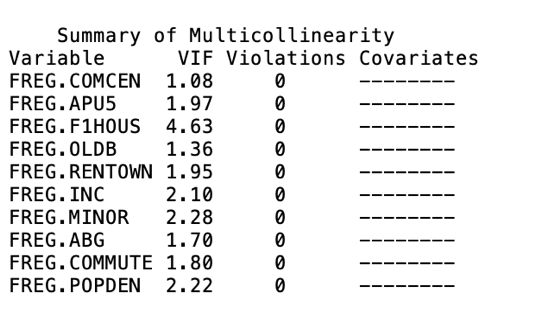 Summary of Multicollinearity
Variable VIF Violations Covariates
FREG.COMCEN 1.08 0 --------
FREG.APU5 1.97 0 --------
FREG.F1HOUS 4.63 0 --------
FREG.OLDB 1.36 0 --------
FREG.RENTOWN 1.95 0 --------
FREG.INC 2.10 0 --------
FREG.MINOR 2.28 0 --------
FREG.ABG 1.70 0 --------
FREG.COMMUTE 1.80 0 --------
FREG.POPDEN 2.22 0 --------